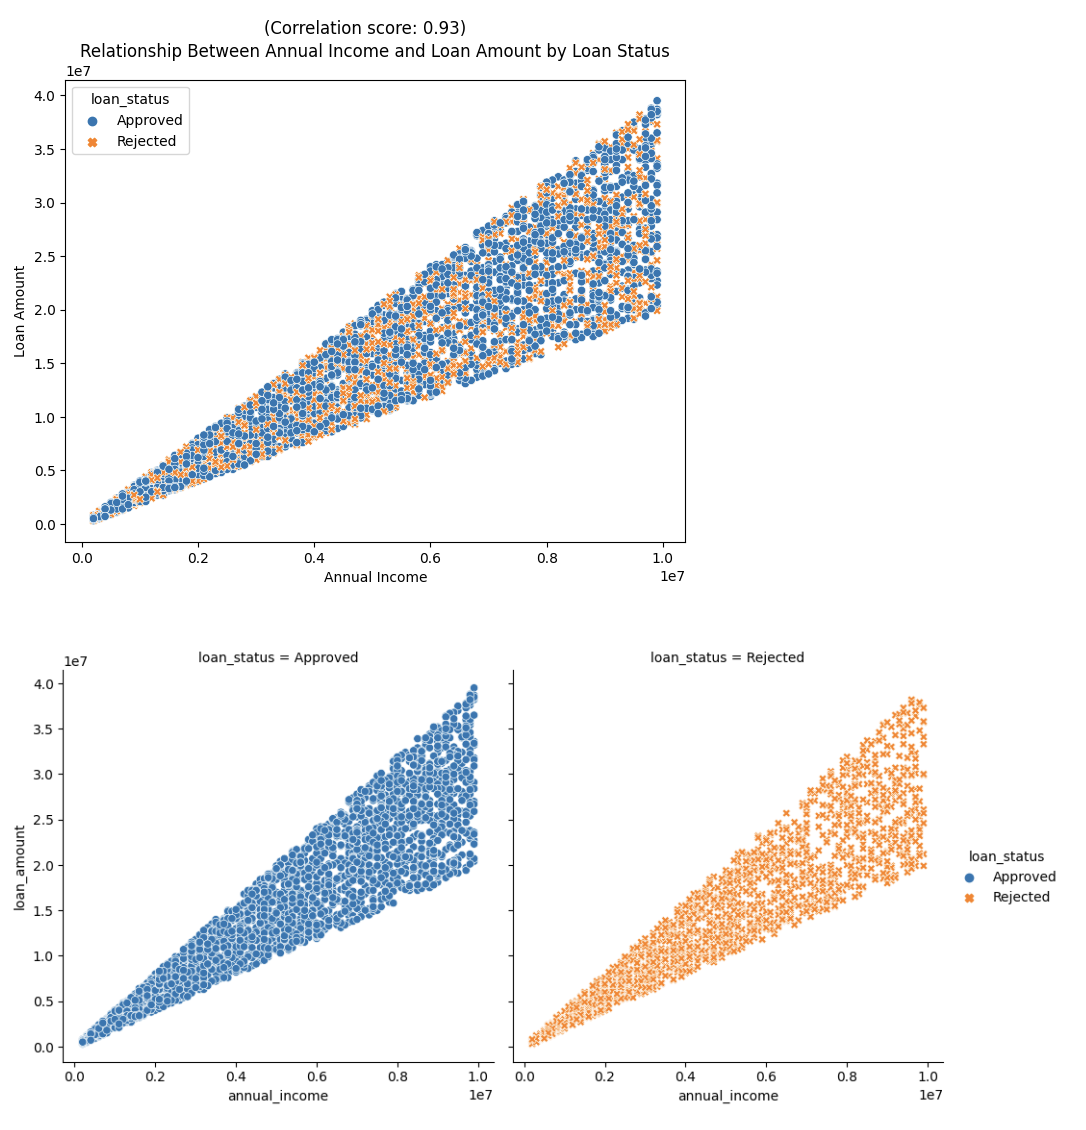 (Correlation score: 0.93)
Relationship Between Annual Income and Loan Amount by Loan Status
1e7
loan_status
Approved
Rejected
4.0
3.5
3.0
2.5
2.0
1.5
1.0
0.5
0.0
Loan Amount
0.0 0.2 0.4 0.6 0.8 1.0
Annual Income
1e7
loan_status = Approved
loan_status = Rejected
1e7
4.0
3.5
3.0
2.5
2.0
1.5
1.0
0.5
0.0
loan_amount
0.0 0.2 0.4 0.6 0.8 1.0
annual_income
1e7
0.0 0.2 0.4 0.6 0.8 1.0
annual_income
1e7
loan_status
Approved
Rejected